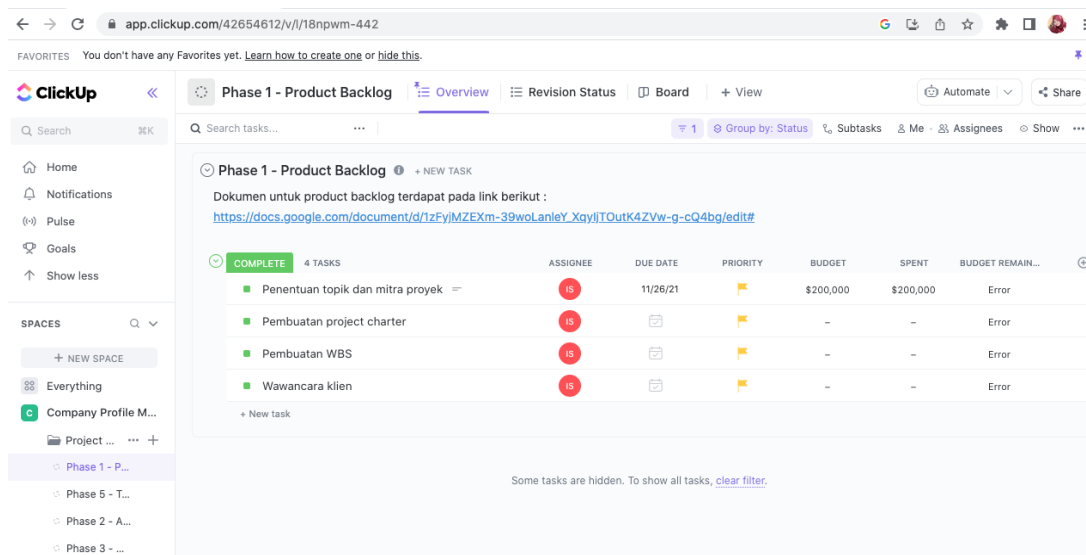 app.clickup.com/42654612/v/l/18npwm-442
FAVORITES You don't have any Favorites yet. Learn how to create one or hide this.
ClickUp
Phase 1 - Product Backlog Overview Revision Status Board + View Automate Share
Search ⌘K
Search tasks... ... 1 Group by: Status Subtasks Me Assignees Show ...
Home
Notifications
Pulse
Goals
Show less
Phase 1 - Product Backlog + NEW TASK
Dokumen untuk product backlog terdapat pada link berikut :
https://docs.google.com/document/d/1zFyjMZEXm-39woLanleY_XqyIjTOutK4ZVw-g-cQ4bg/edit#
COMPLETE 4 TASKS ASSIGNEE DUE DATE PRIORITY BUDGET SPENT BUDGET REMAIN...
Penentuan topik dan mitra proyek IS 11/26/21 $200,000 $200,000 Error
Pembuatan project charter IS – – Error
Pembuatan WBS IS – – Error
Wawancara klien IS – – Error
+ New task
SPACES
+ NEW SPACE
Everything
C Company Profile M...
Project ... ... +
Phase 1 - P...
Phase 5 - T...
Phase 2 - A...
Phase 3 - ...
Some tasks are hidden. To show all tasks, clear filter.